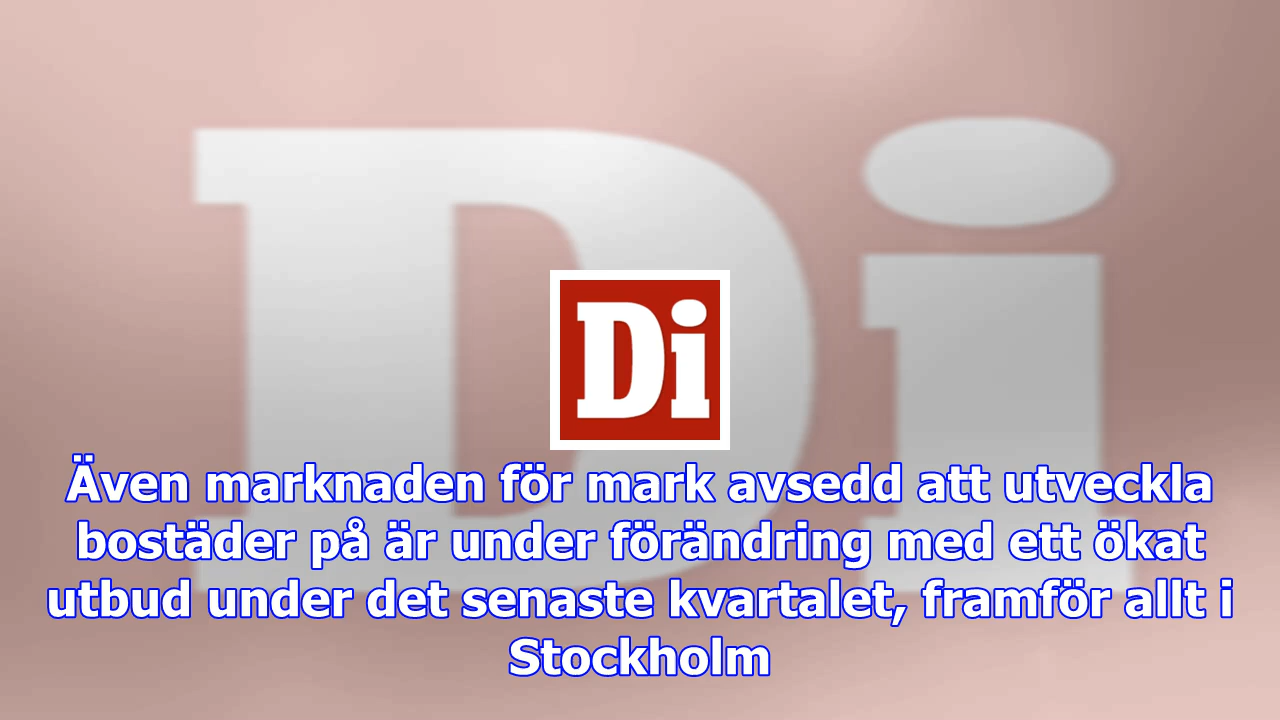 Di
Di
Även marknaden för mark avsedd att utveckla
bostäder på är under förändring med ett ökat
utbud under det senaste kvartalet, framför allt i
Stockholm